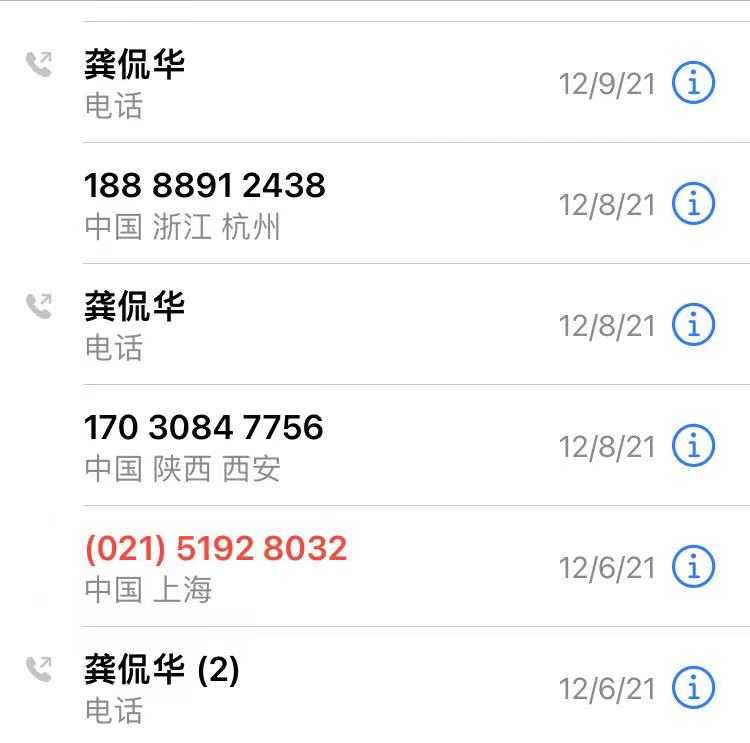 龚侃华
12/9/21
电话
188 8891 2438
12/8/21
中国 浙江 杭州
龚侃华
12/8/21
电话
170 3084 7756
12/8/21
中国 陕西 西安
(021) 5192 8032
12/6/21
中国 上海
龚侃华 (2)
12/6/21
电话